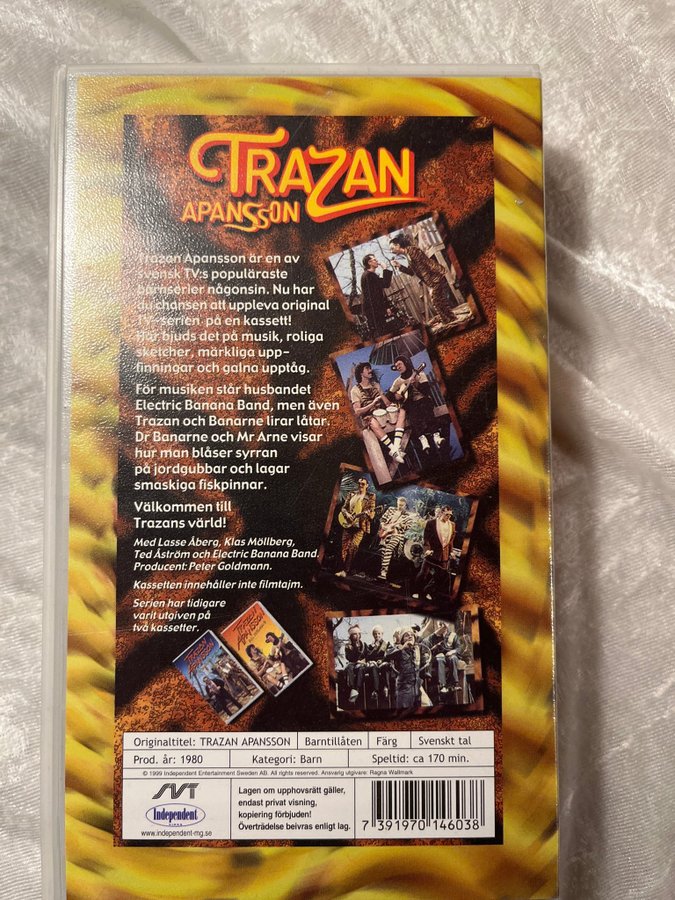 TRAZAN
APANSSON
Trazan Apansson är en av
svensk TV:s populäraste
barnserier någonsin. Nu har
du chansen att uppleva original
TV-serien på en kassett!
Här bjuds det på musik, roliga
sketcher, märkliga upp-
finningar och galna upptåg.
För musiken står husbandet
Electric Banana Band, men även
Trazan och Banarne lirar låtar.
Dr Banarne och Mr Arne visar
hur man blåser syrran
på jordgubbar och lagar
smaskiga fiskpinnar.
Välkommen till
Trazans värld!
Med Lasse Åberg, Klas Möllberg,
Ted Åström och Electric Banana Band.
Producent: Peter Goldmann.
Kassetten innehåller inte filmtajm.
Serien har tidigare
varit utgiven på
två kassetter.
TRAZAN
APANSSON
TRAZAN
APANSSON
Originaltitel: TRAZAN APANSSON Barntillåten Färg Svenskt tal
Prod. år: 1980 Kategori: Barn Speltid: ca 170 min.
© 1999 Independent Entertainment Sweden AB. All rights reserved. Ansvarig utgivare: Ragna Wallmark
SVT
Independent
VIDEO
www.independent-mg.se
Lagen om upphovsrätt gäller,
endast privat visning,
kopiering förbjuden!
Överträdelse beivras enligt lag.
7 391970 146038